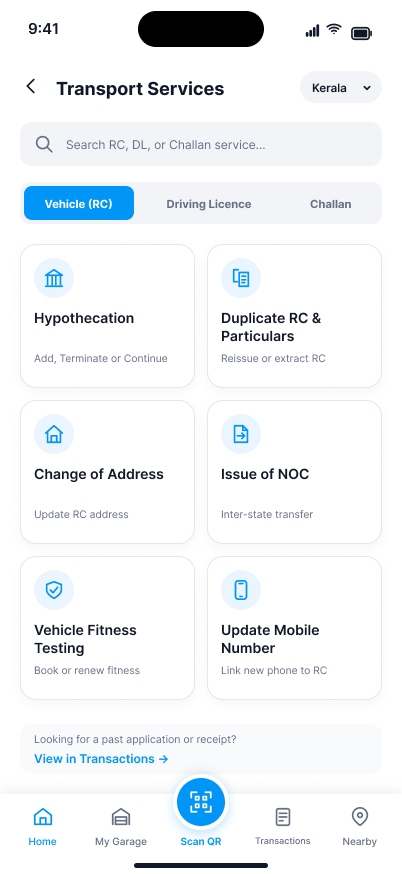 9:41
Transport Services
Kerala
Search RC, DL, or Challan service...
Vehicle (RC)
Driving Licence
Challan
Hypothecation
Add, Terminate or Continue
Duplicate RC &
Particulars
Reissue or extract RC
Change of Address
Update RC address
Issue of NOC
Inter-state transfer
Vehicle Fitness
Testing
Book or renew fitness
Update Mobile
Number
Link new phone to RC
Looking for a past application or receipt?
View in Transactions →
Home
My Garage
Scan QR
Transactions
Nearby